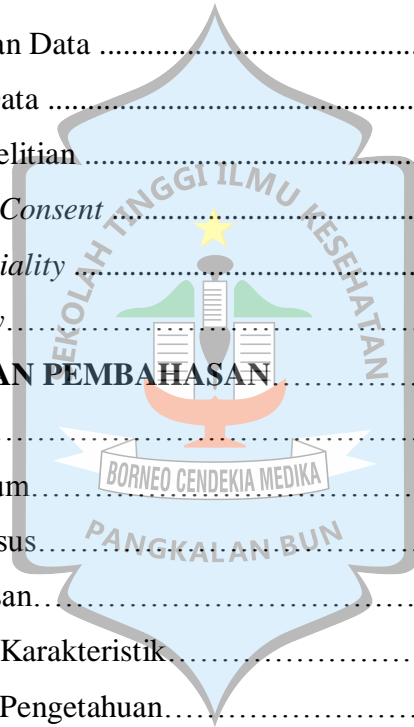 an Data ........................................
ata ........................................
elitian ........................................
Consent ........................................
iality ........................................
y........................................
AN PEMBAHASAN........................................
........................................
um........................................
sus........................................
san........................................
Karakteristik........................................
Pengetahuan........................................
SEKOLAH TINGGI ILMU KESEHATAN
BORNEO CENDEKIA MEDIKA
PANGKALAN BUN